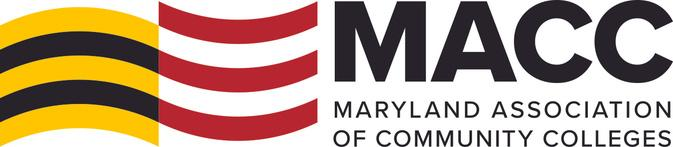 MACC
MARYLAND ASSOCIATION
OF COMMUNITY COLLEGES